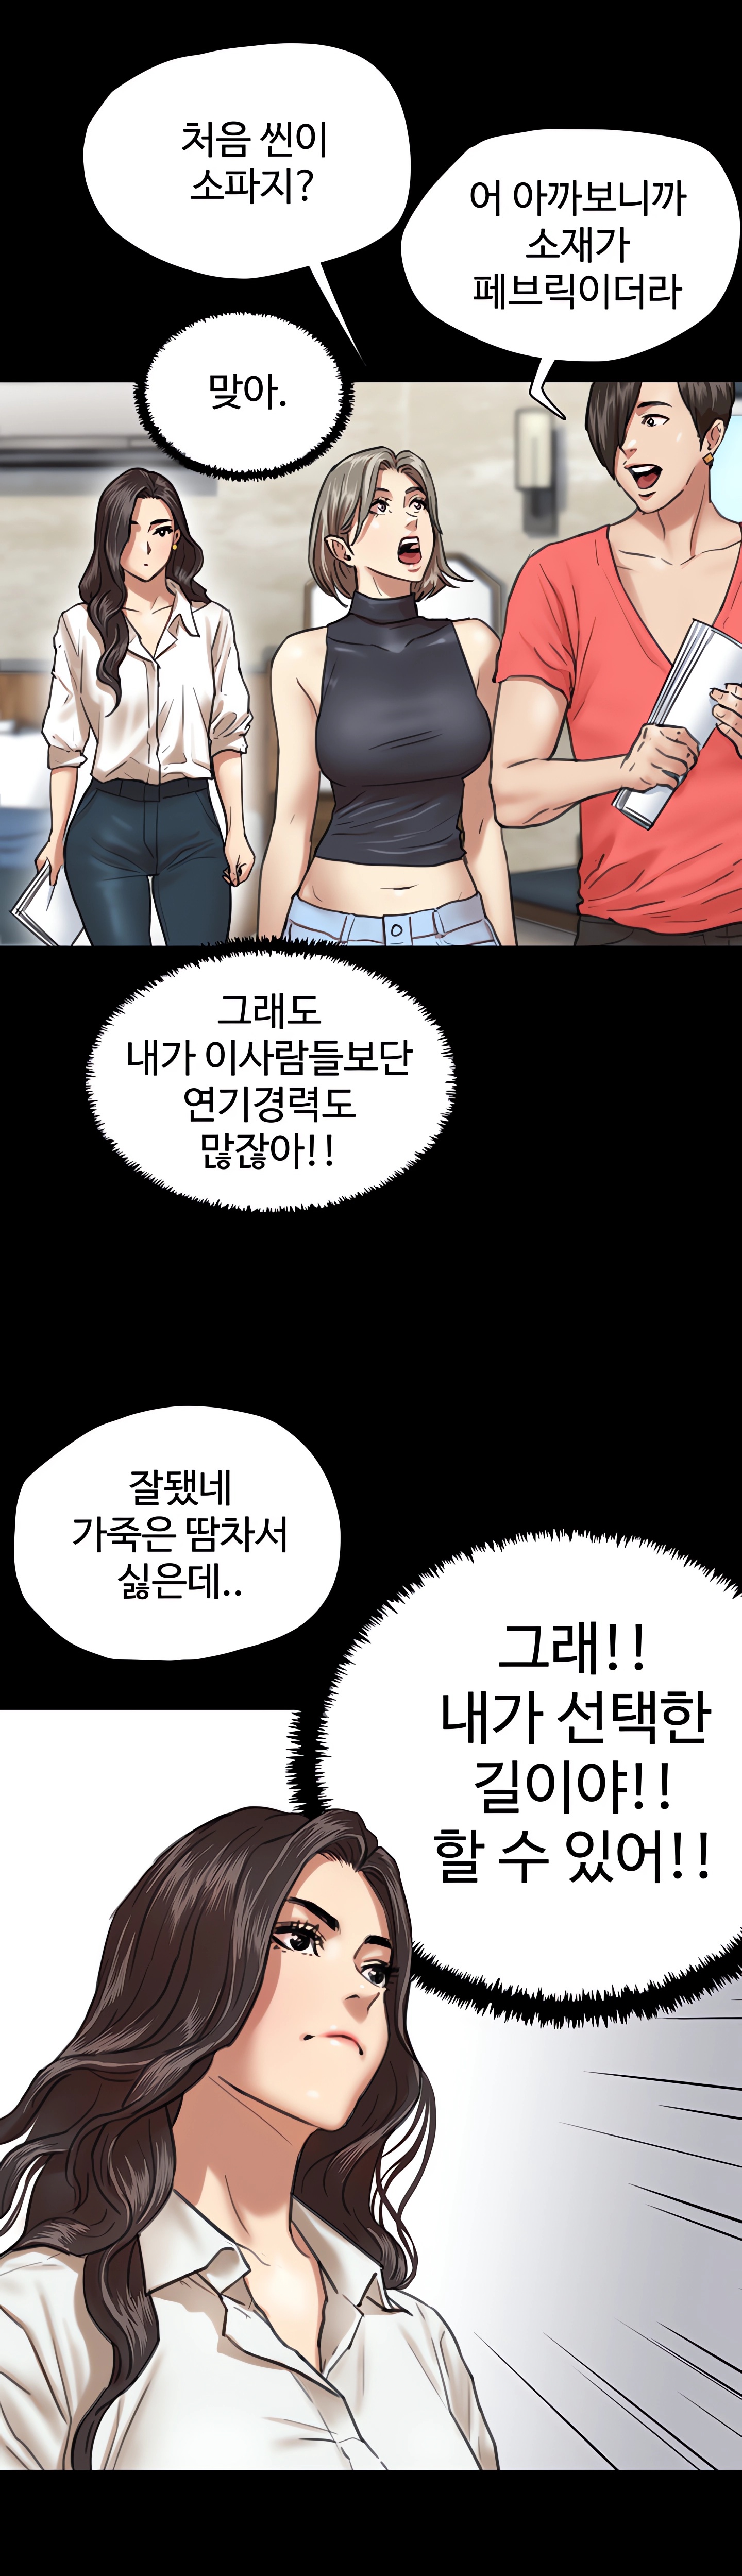 처음 씬이
소파지?
어 아까보니까
소재가
페브릭이더라
맞아.
그래도
내가 이사람들보단
연기경력도
많잖아!!
잘됐네
가죽은 땀차서
싫은데..
그래!!
내가 선택한
길이야!!
할 수 있어!!